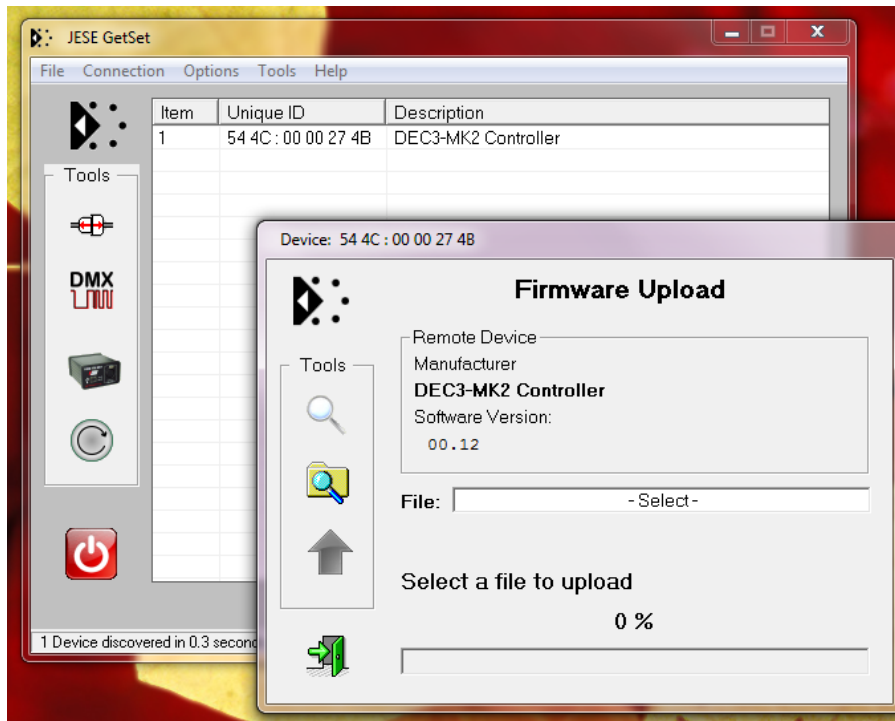 JESE GetSet
File Connection Options Tools Help
Item Unique ID Description
1 54 4C : 00 00 27 4B DEC3-MK2 Controller
Tools
DMX
1 Device discovered in 0.3 second
Device: 54 4C : 00 00 27 4B
Firmware Upload
Tools
Remote Device
Manufacturer
DEC3-MK2 Controller
Software Version:
00.12
File: - Select -
Select a file to upload
0 %